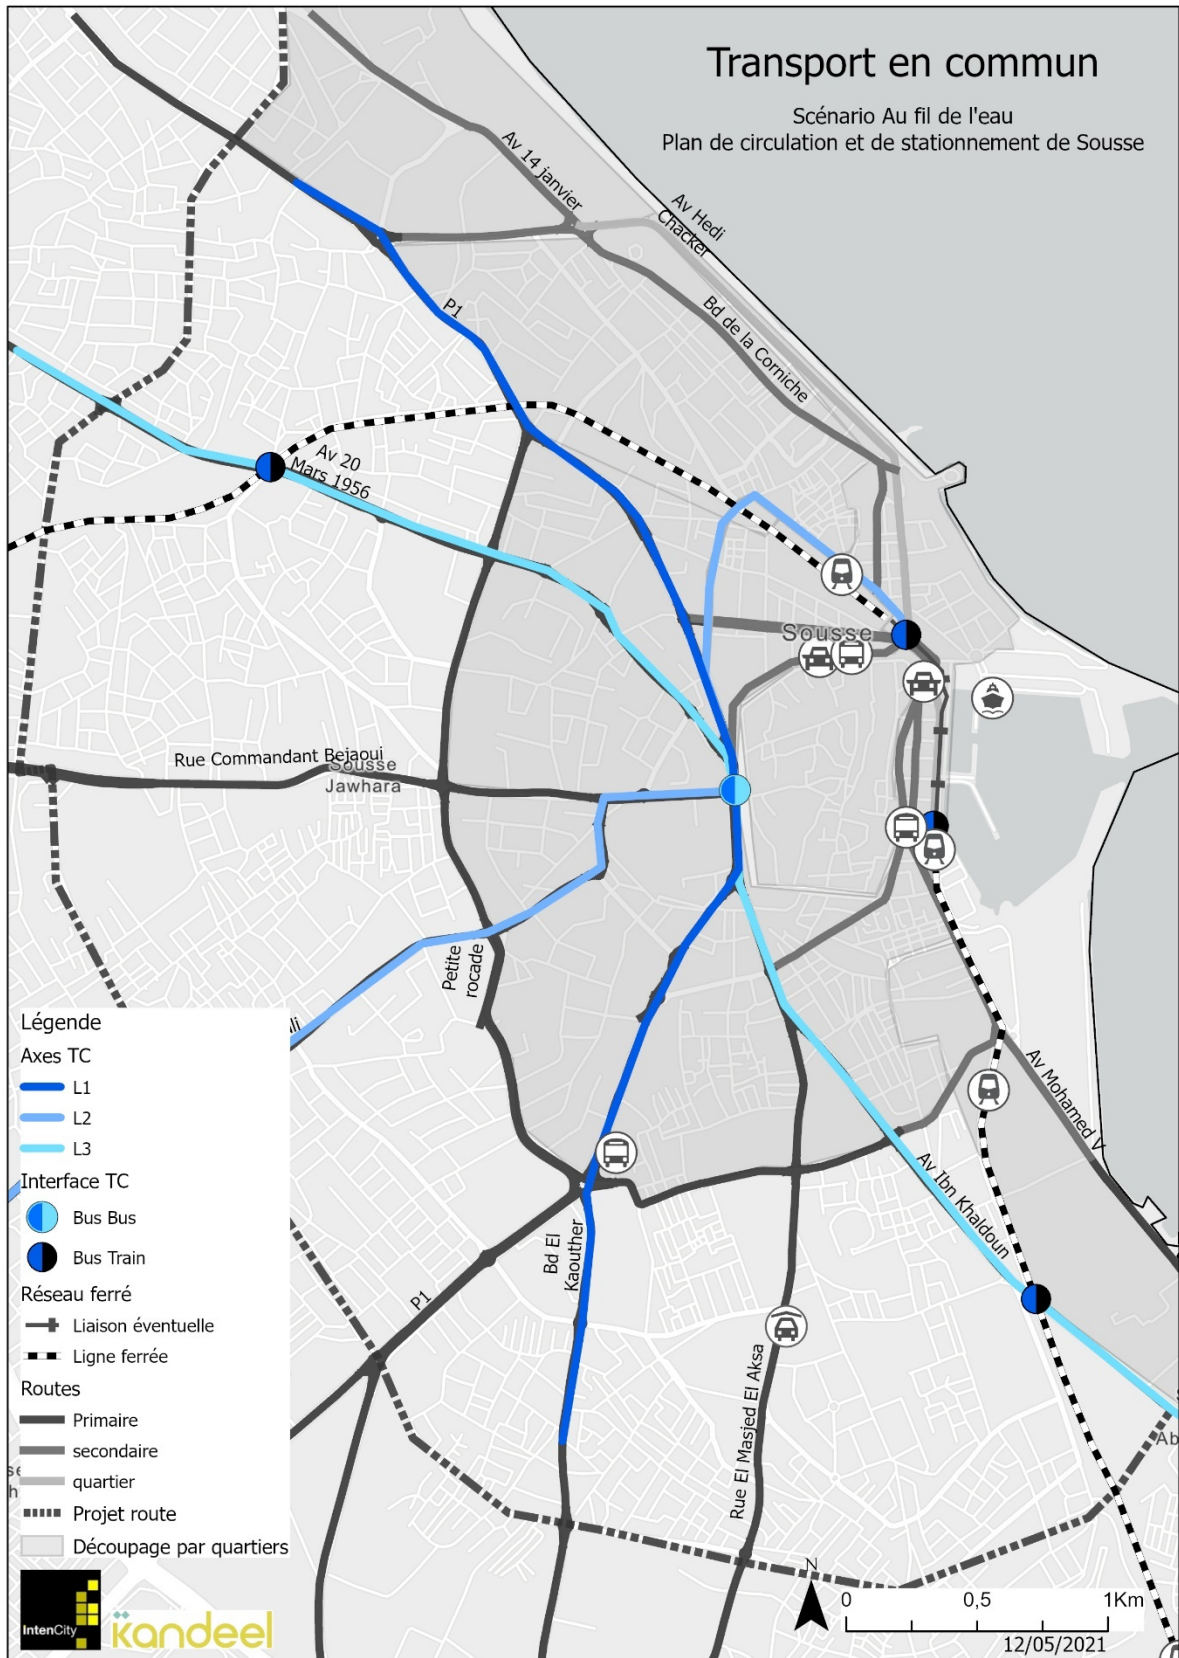 Transport en commun
Scénario Au fil de l'eau
Plan de circulation et de stationnement de Sousse
Av 14 janvier
Av Hedi
Chacker
P1
Bd de la Corniche
Av 20
Mars 1956
Sousse
Rue Commandant Bejaoui
Sousse
Jawhara
Petite
rocade
Av Mohamed V
Av Ibn Khaldoun
Bd El
Kaouther
P1
Rue El Masjed El Aksa
Légende
Axes TC
L1
L2
L3
Interface TC
Bus Bus
Bus Train
Réseau ferré
Liaison éventuelle
Ligne ferrée
Routes
Primaire
secondaire
quartier
Projet route
Découpage par quartiers
InterCity
kandeel
N
0 0,5 1Km
12/05/2021